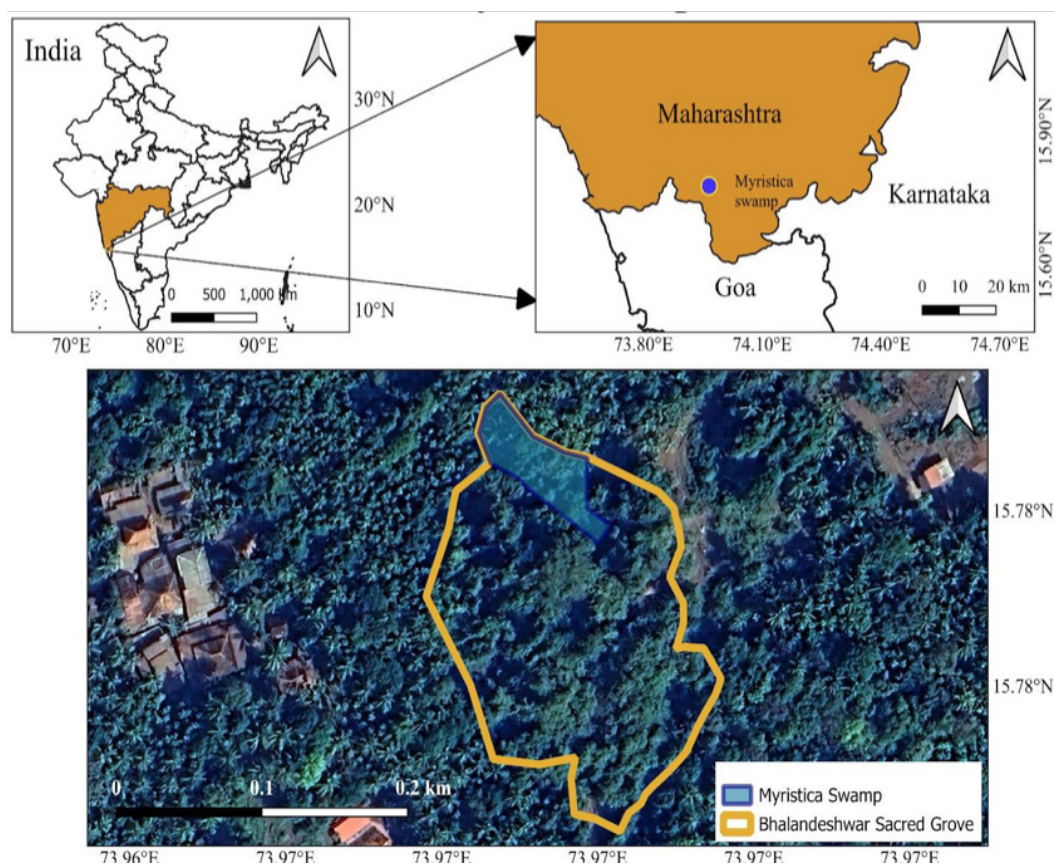 India
30°N
20°N
10°N
0 500 1,000 km
70°E 80°E 90°E
Maharashtra
Myristica
swamp
Karnataka
Goa
0 10 20 km
15.90°N
15.60°N
73.80°E 74.10°E 74.40°E 74.70°E
15.78°N
15.78°N
0 0.1 0.2 km
Myristica Swamp
Bhalandeshwar Sacred Grove
73.96°E 73.97°E 73.97°E 73.97°E 73.97°E 73.97°E